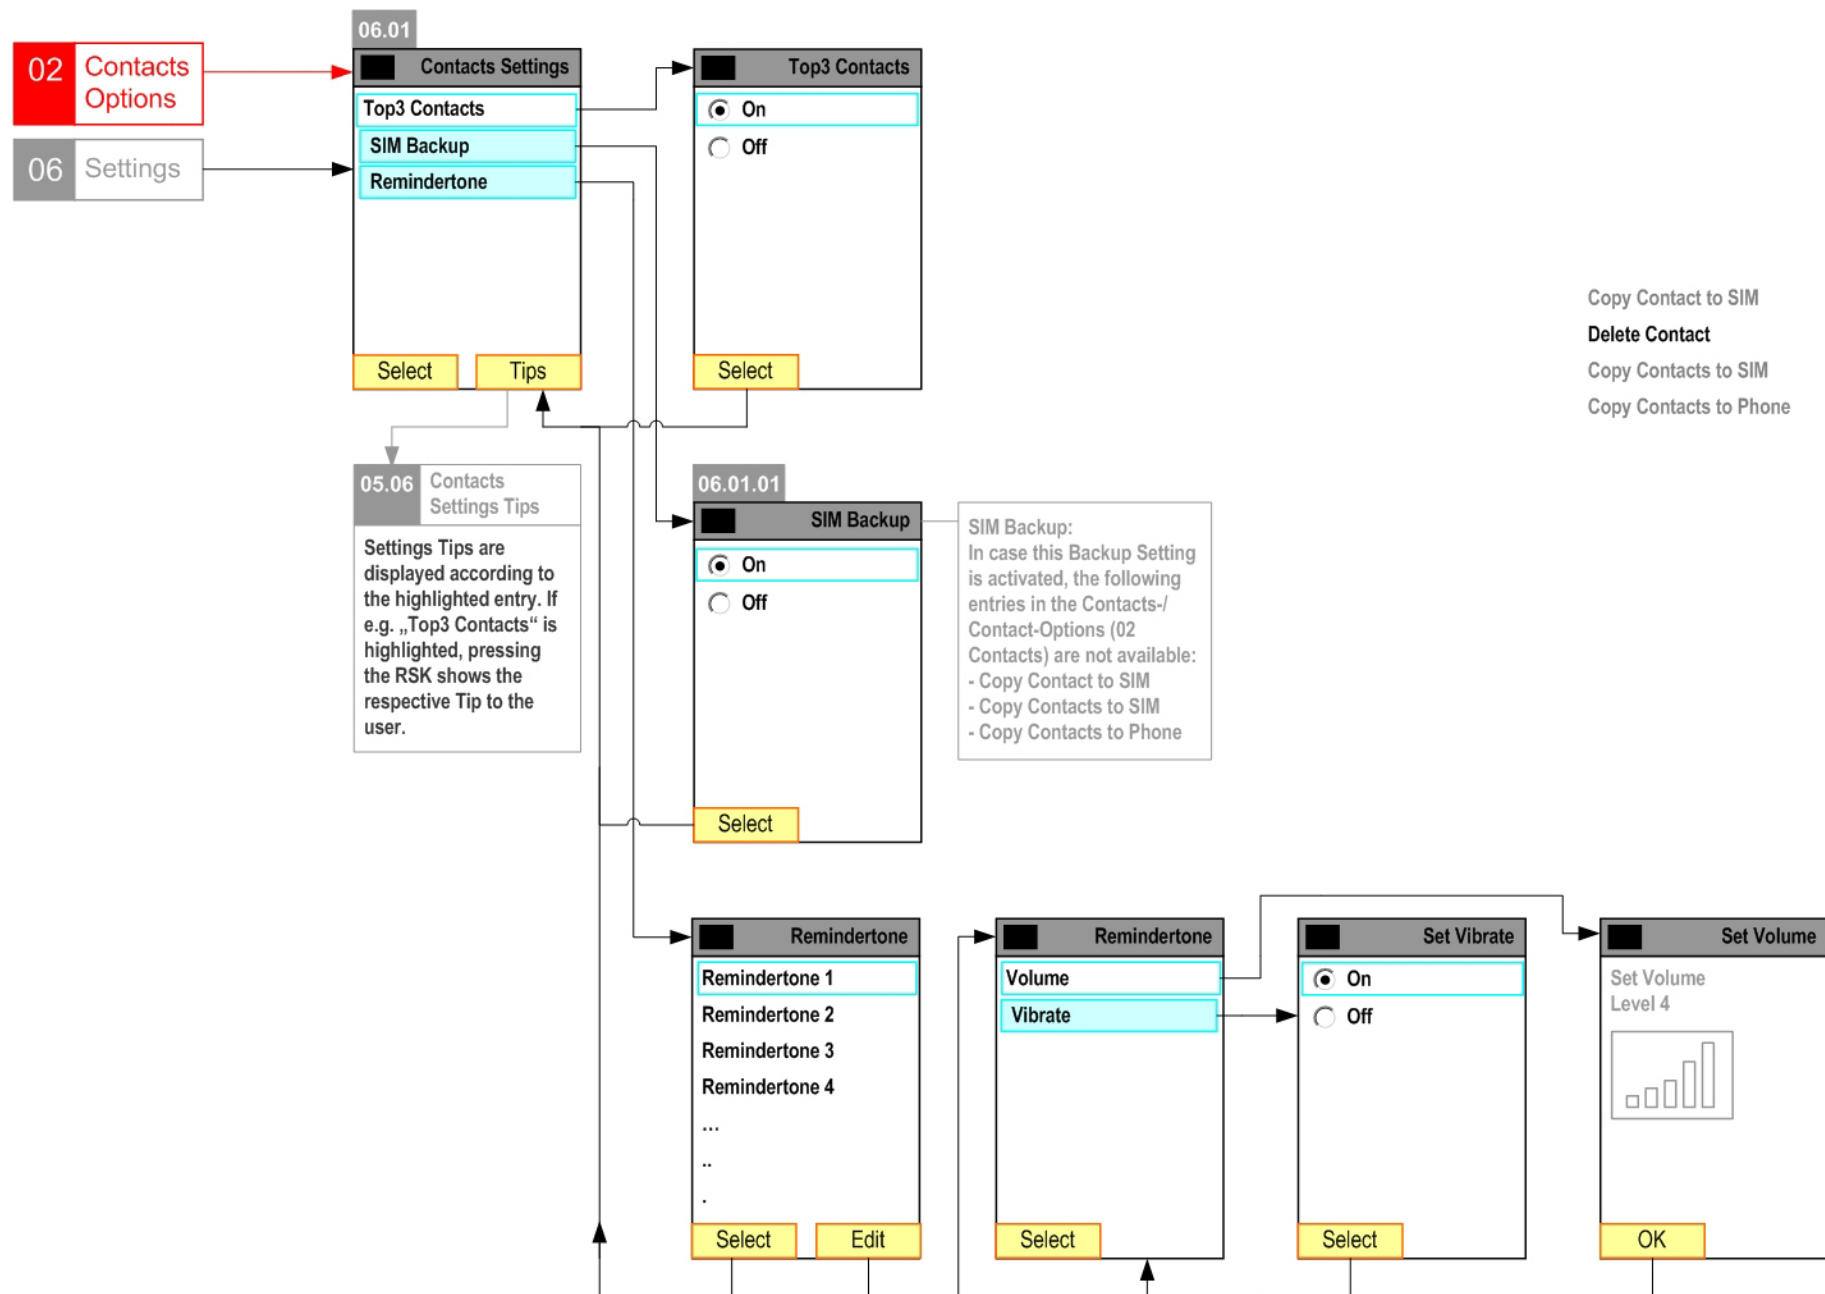 06.01
02 Contacts
Options
06 Settings
Contacts Settings
Top3 Contacts
SIM Backup
Remindertone
Select Tips
Top3 Contacts
On
Off
Select
Copy Contact to SIM
Delete Contact
Copy Contacts to SIM
Copy Contacts to Phone
05.06 Contacts
Settings Tips
Settings Tips are
displayed according to
the highlighted entry. If
e.g. „Top3 Contacts“ is
highlighted, pressing
the RSK shows the
respective Tip to the
user.
06.01.01
SIM Backup
On
Off
Select
SIM Backup:
In case this Backup Setting
is activated, the following
entries in the Contacts-/
Contact-Options (02
Contacts) are not available:
- Copy Contact to SIM
- Copy Contacts to SIM
- Copy Contacts to Phone
Remindertone
Remindertone 1
Remindertone 2
Remindertone 3
Remindertone 4
...
..
.
Select Edit
Remindertone
Volume
Vibrate
Select
Set Vibrate
On
Off
Select
Set Volume
Set Volume
Level 4
OK